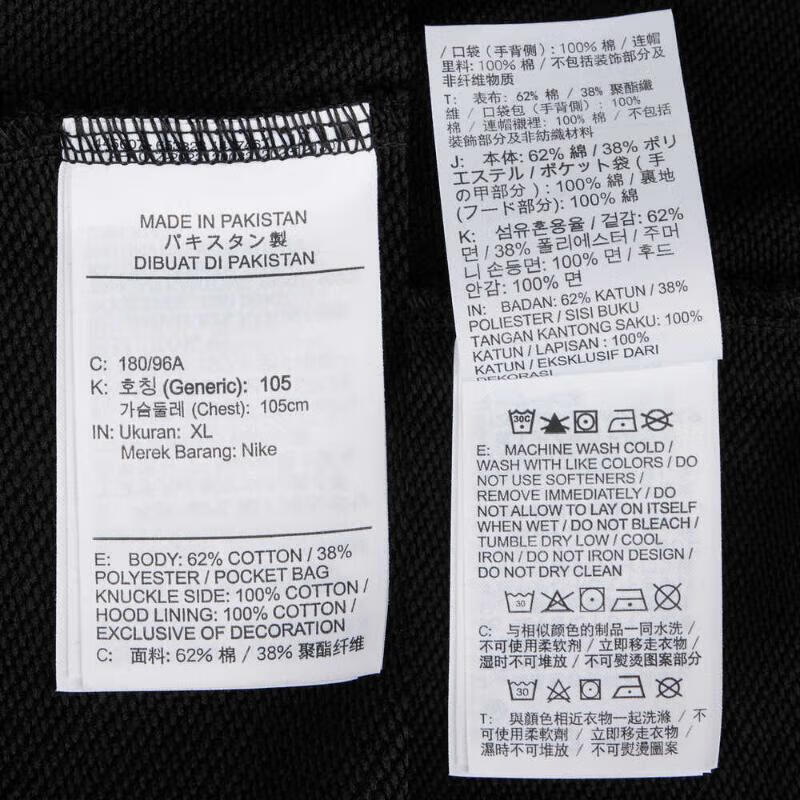 MADE IN PAKISTAN
パキスタン製
DIBUAT DI PAKISTAN
C: 180/96A
K: 호칭 (Generic): 105
가슴둘레 (Chest): 105cm
IN: Ukuran: XL
Merek Barang: Nike
E: BODY: 62% COTTON / 38%
POLYESTER / POCKET BAG
KNUCKLE SIDE: 100% COTTON /
HOOD LINING: 100% COTTON /
EXCLUSIVE OF DECORATION
C: 面料: 62% 棉 / 38% 聚酯纤维
/ 口袋 (手背侧) : 100% 棉 / 连帽
里料: 100% 棉 / 不包括装饰部分及
非纤维物质
T: 表布: 62% 棉 / 38% 聚酯纖
維 / 口袋包 (手背側) : 100%
棉 / 連帽襯裡: 100% 棉 / 不包括
裝飾部分及非紡織材料
J: 本体: 62% 綿 / 38% ポリ
エステル / ポケット袋 (手
の甲部分) : 100% 綿 / 裏地
(フード部分): 100% 綿
K: 섬유혼용율 / 겉감: 62%
면 / 38% 폴리에스터 / 주머
니 손등면: 100% 면 / 후드
안감: 100% 면
IN: BADAN: 62% KATUN / 38%
POLIESTER / SISI BUKU
TANGAN KANTONG SAKU: 100%
KATUN / LAPISAN : 100%
KATUN / EKSKLUSIF DARI
DEKORASI
30C
E: MACHINE WASH COLD /
WASH WITH LIKE COLORS / DO
NOT USE SOFTENERS /
REMOVE IMMEDIATELY / DO
NOT ALLOW TO LAY ON ITSELF
WHEN WET / DO NOT BLEACH /
TUMBLE DRY LOW / COOL
IRON / DO NOT IRON DESIGN /
DO NOT DRY CLEAN
30
C: 与相似颜色的制品一同水洗 /
不可使用柔软剂 / 立即移走衣物 /
湿时不可堆放 / 不可熨烫图案部分
30
T: 與顏色相近衣物一起洗滌 / 不
可使用柔軟劑 / 立即移走衣物 /
濕時不可堆放 / 不可熨燙圖案